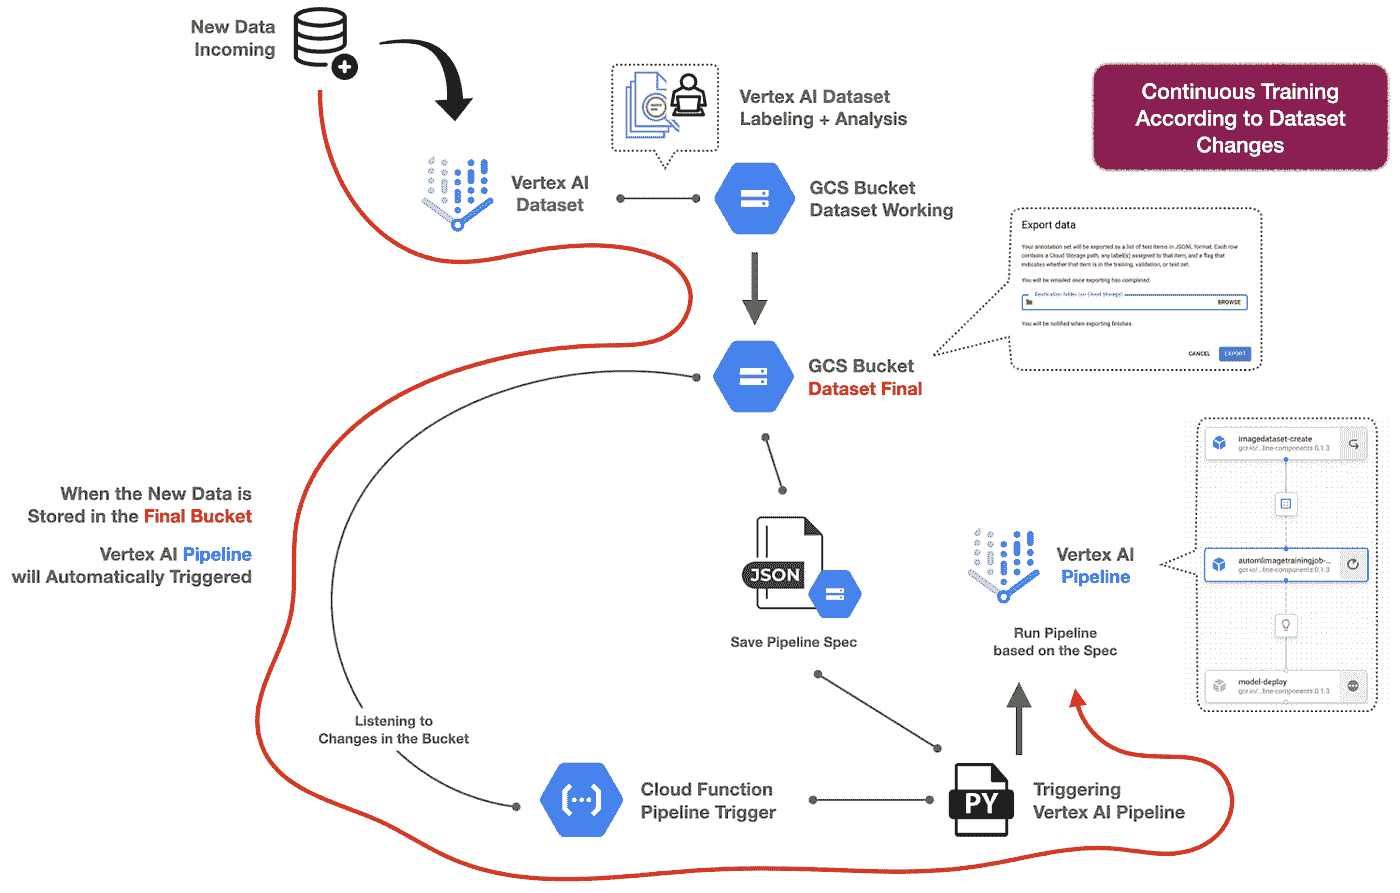 New Data
Incoming
Vertex AI Dataset
Labeling + Analysis
Continuous Training
According to Dataset
Changes
Vertex AI
Dataset
GCS Bucket
Dataset Working
Export data
Your annotation set will be exported as a list of text items in JSONL format. Each row
contains a Cloud Storage path, any label(s) assigned to that item, and a flag that
indicates whether that item is in the training, validation, or test set.
You will be emailed once exporting has completed.
Destination folder (on Cloud Storage)
BROWSE
You will be notified when exporting finishes.
CANCEL
EXPORT
GCS Bucket
Dataset Final
imagedataset-create
gcr.io/...line-components:0.1.3
When the New Data is
Stored in the Final Bucket
Vertex AI Pipeline
will Automatically Triggered
JSON
Save Pipeline Spec
Vertex AI
Pipeline
automlimagetrainingjob-...
gcr.io/...line-components:0.1.3
Run Pipeline
based on the Spec
model-deploy
gcr.io/...line-components:0.1.3
Listening to
Changes in the Bucket
Cloud Function
Pipeline Trigger
PY
Triggering
Vertex AI Pipeline